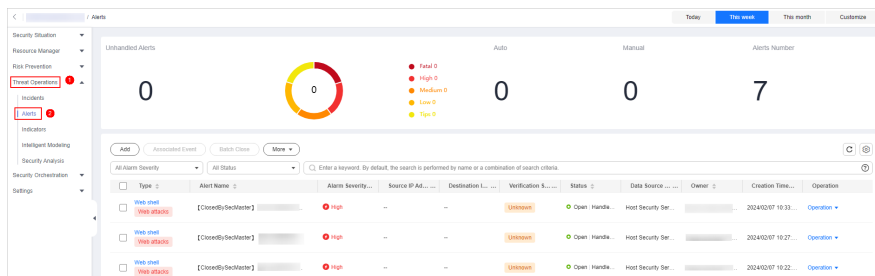 / Alerts
Today This week This month Customize
Security Situation
Resource Manager
Risk Prevention
Threat Operations 1
Incidents
Alerts 2
Indicators
Intelligent Modeling
Security Analysis
Security Orchestration
Settings
Unhandled Alerts Auto Manual Alerts Number
0 0 0 0 7
Fatal 0
High 0
Medium 0
Low 0
Tips 0
Add Associated Event Batch Close More
All Alarm Severity All Status Enter a keyword. By default, the search is performed by name or a combination of search criteria.
Type Alert Name Alarm Severity... Source IP Ad... ... Destination I... ... Verification S... ... Status Data Source ... ... Owner Creation Time... Operation
Web shell
Web attacks 【ClosedBySecMaster】 ... High -- -- Unknown Open | Handle... Host Security Ser... ... 2024/02/07 10:33:... Operation
Web shell
Web attacks 【ClosedBySecMaster】 High -- -- Unknown Open | Handle... Host Security Ser... ... 2024/02/07 10:27:... Operation
Web shell
Web attacks 【ClosedBySecMaster】 ... High -- -- Unknown Open | Handle... Host Security Ser... ... 2024/02/07 10:22:... Operation